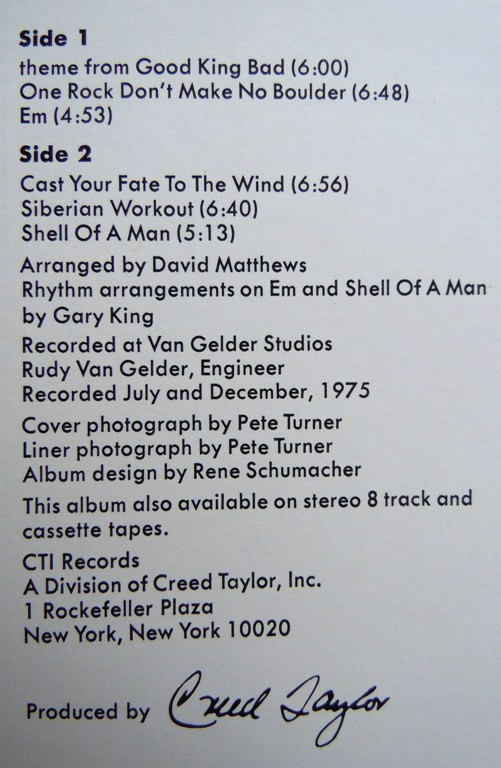 Side 1
theme from Good King Bad (6:00)
One Rock Don't Make No Boulder (6:48)
Em (4:53)
Side 2
Cast Your Fate To The Wind (6:56)
Siberian Workout (6:40)
Shell Of A Man (5:13)
Arranged by David Matthews
Rhythm arrangements on Em and Shell Of A Man
by Gary King
Recorded at Van Gelder Studios
Rudy Van Gelder, Engineer
Recorded July and December, 1975
Cover photograph by Pete Turner
Liner photograph by Pete Turner
Album design by Rene Schumacher
This album also available on stereo 8 track and
cassette tapes.
CTI Records
A Division of Creed Taylor, Inc.
1 Rockefeller Plaza
New York, New York 10020
Produced by Creed Taylor